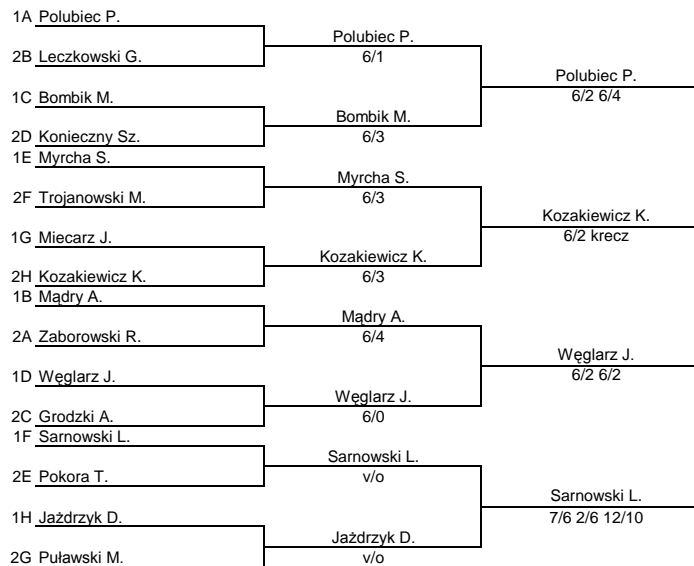 1A Polubiec P.
Polubiec P.
2B Leczkowski G.
6/1
Polubiec P.
6/2 6/4
1C Bombik M.
Bombik M.
2D Konieczny Sz.
6/3
1E Myrcha S.
Myrcha S.
2F Trojanowski M.
6/3
Kozakiewicz K.
6/2 krecz
1G Miecarz J.
Kozakiewicz K.
2H Kozakiewicz K.
6/3
1B Mądry A.
Mądry A.
2A Zaborowski R.
6/4
Węglarz J.
6/2 6/2
1D Węglarz J.
Węglarz J.
2C Grodzki A.
6/0
1F Sarnowski L.
Sarnowski L.
2E Pokora T.
v/o
Sarnowski L.
7/6 2/6 12/10
1H Jażdrzyk D.
Jażdrzyk D.
2G Puławski M.
v/o